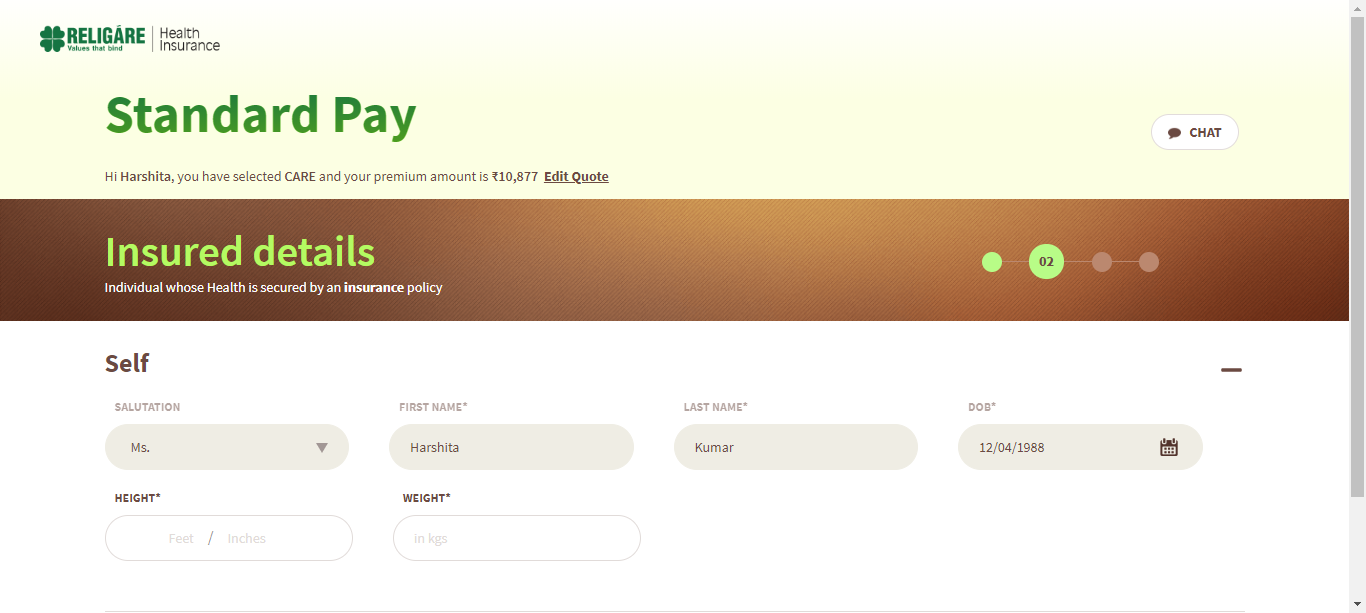 RELIGÁRE Health
Values that bind Insurance
Standard Pay
CHAT
Hi Harshita, you have selected CARE and your premium amount is ₹10,877 Edit Quote
Insured details
02
Individual whose Health is secured by an insurance policy
Self
SALUTATION FIRST NAME* LAST NAME* DOB*
Ms. Harshita Kumar 12/04/1988
HEIGHT* WEIGHT*
Feet / Inches in kgs